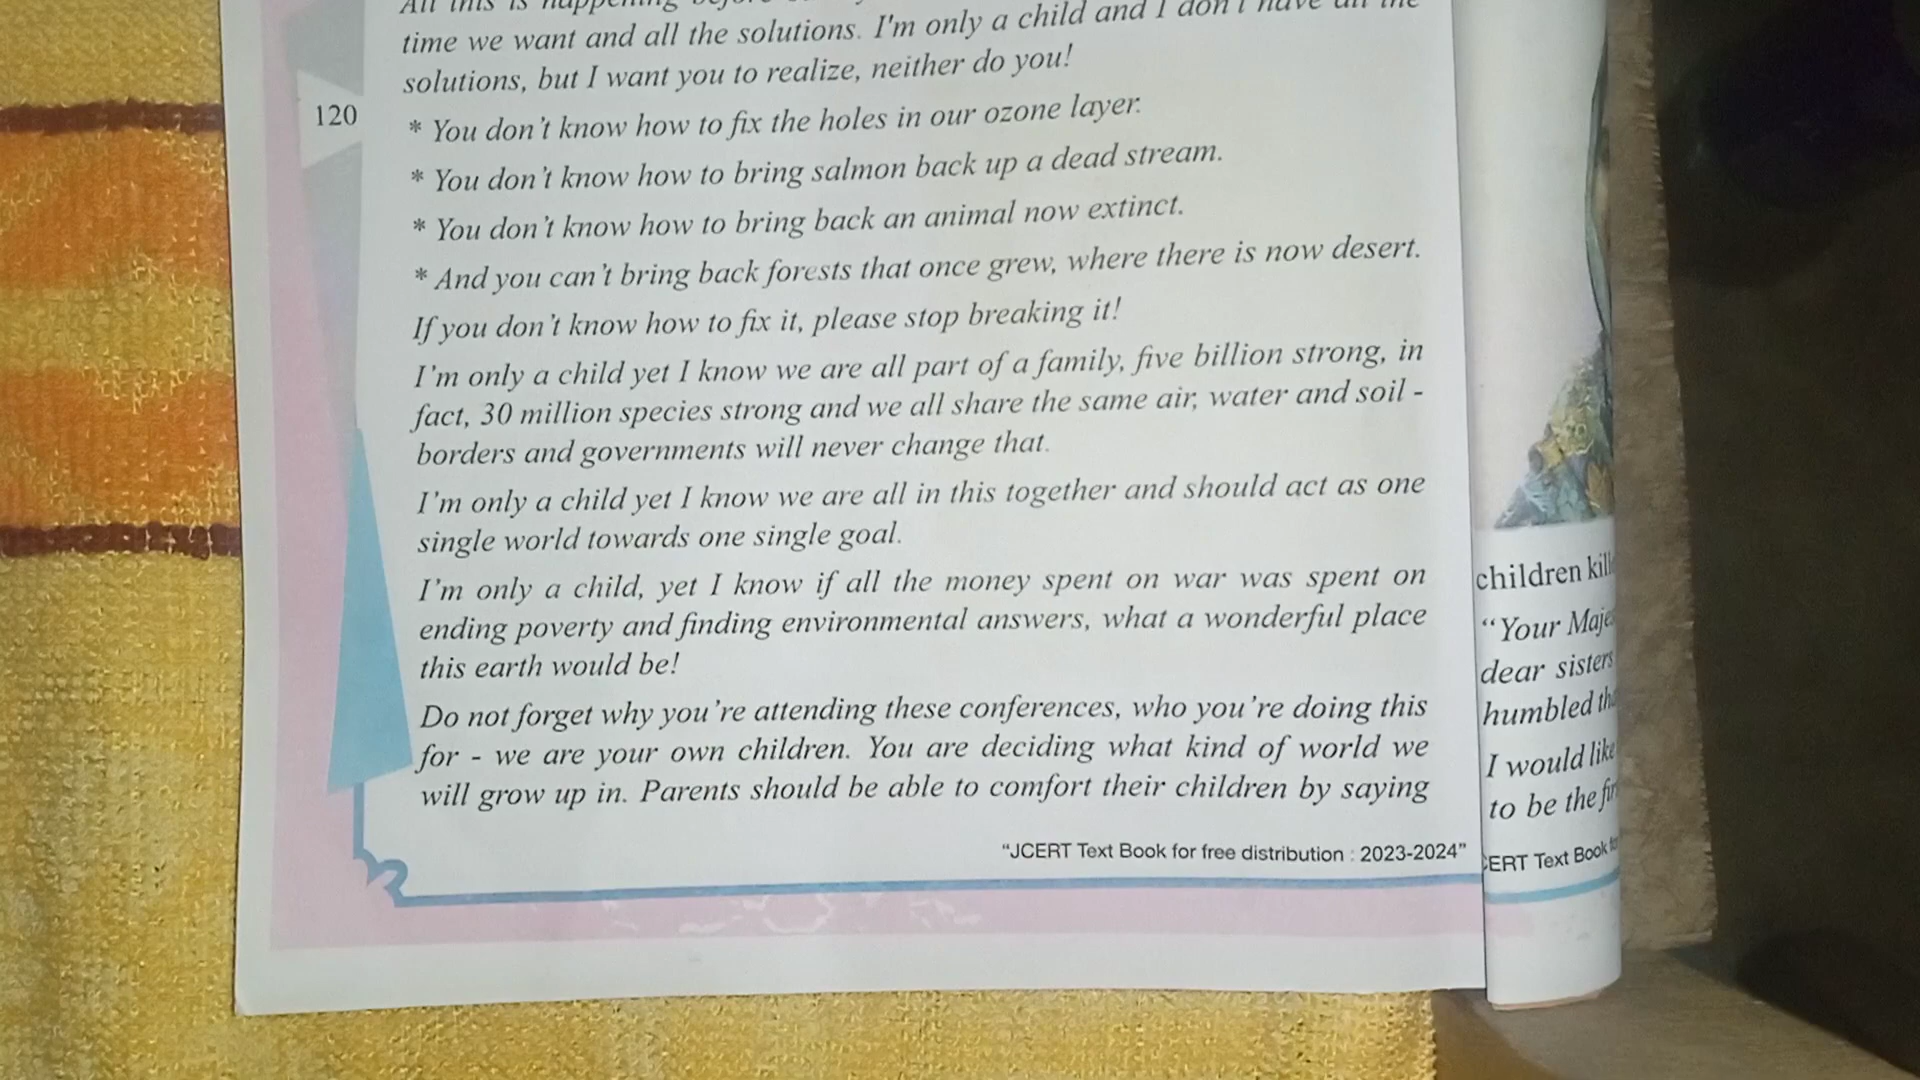 All this is happening before
time we want and all the solutions. I'm only a child and I don't have all the
solutions, but I want you to realize, neither do you!
120
* You don't know how to fix the holes in our ozone layer.
* You don't know how to bring salmon back up a dead stream.
* You don't know how to bring back an animal now extinct.
* And you can't bring back forests that once grew, where there is now desert.
If you don't know how to fix it, please stop breaking it!
I'm only a child yet I know we are all part of a family, five billion strong, in
fact, 30 million species strong and we all share the same air, water and soil -
borders and governments will never change that.
I'm only a child yet I know we are all in this together and should act as one
single world towards one single goal.
I'm only a child, yet I know if all the money spent on war was spent on
ending poverty and finding environmental answers, what a wonderful place
this earth would be!
Do not forget why you're attending these conferences, who you're doing this
for - we are your own children. You are deciding what kind of world we
will grow up in. Parents should be able to comfort their children by saying
"JCERT Text Book for free distribution : 2023-2024"
children
"Your
dear sisters
humbled
I would like
to be the
CERT Text Book